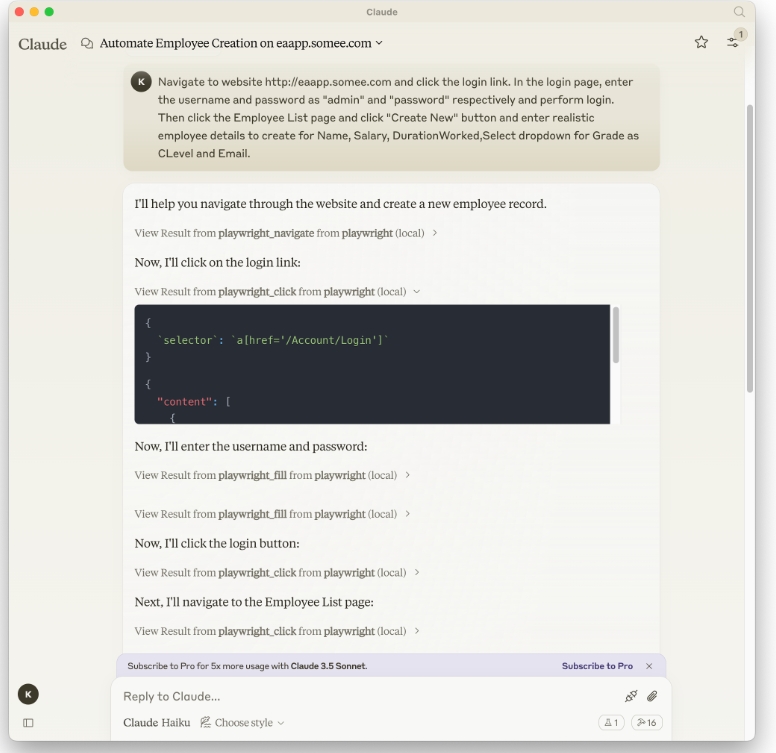 Claude
Claude
Automate Employee Creation on eaapp.somee.com
1
K
Navigate to website http://eaapp.somee.com and click the login link. In the login page, enter
the username and password as "admin" and "password" respectively and perform login.
Then click the Employee List page and click "Create New" button and enter realistic
employee details to create for Name, Salary, DurationWorked,Select dropdown for Grade as
CLevel and Email.
I'll help you navigate through the website and create a new employee record.
View Result from playwright_navigate from playwright (local)
Now, I'll click on the login link:
View Result from playwright_click from playwright (local)
{
`selector`: `a[href='/Account/Login']`
}
{
"content": [
{
Now, I'll enter the username and password:
View Result from playwright_fill from playwright (local)
View Result from playwright_fill from playwright (local)
Now, I'll click the login button:
View Result from playwright_click from playwright (local)
Next, I'll navigate to the Employee List page:
View Result from playwright_click from playwright (local)
Subscribe to Pro for 5x more usage with Claude 3.5 Sonnet.
Subscribe to Pro
K
Reply to Claude...
Claude Haiku
Choose style
1
16